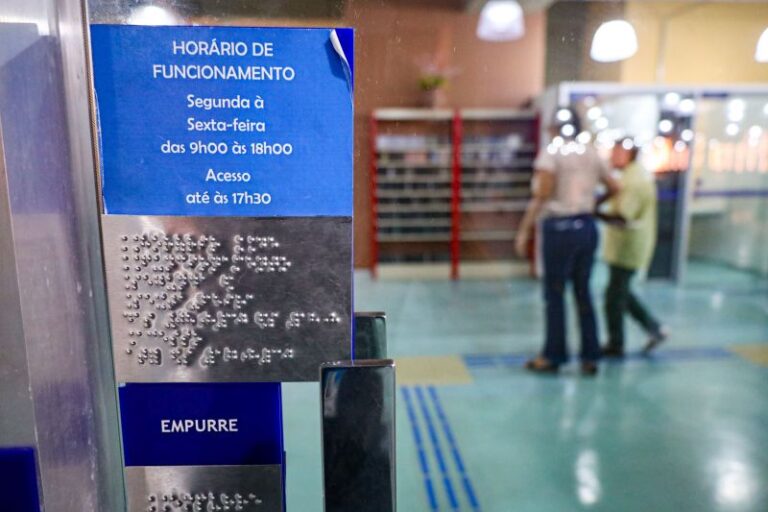 HORÁRIO DE
FUNCIONAMENTO
Segunda à
Sexta-feira
das 9h00 às 18h00
Acesso
até às 17h30
EMPURRE